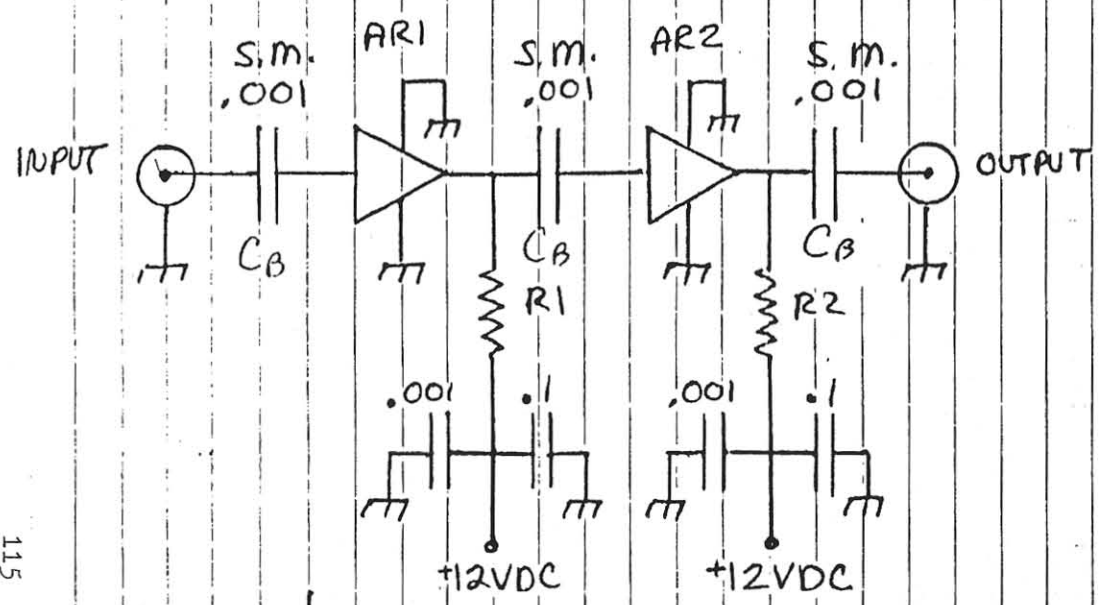 AR1
AR2
S.M.
.001
S.M.
.001
S.M.
.001
INPUT
OUTPUT
CB
CB
CB
R1
R2
.001
.1
.001
.1
+12VDC
+12VDC
115